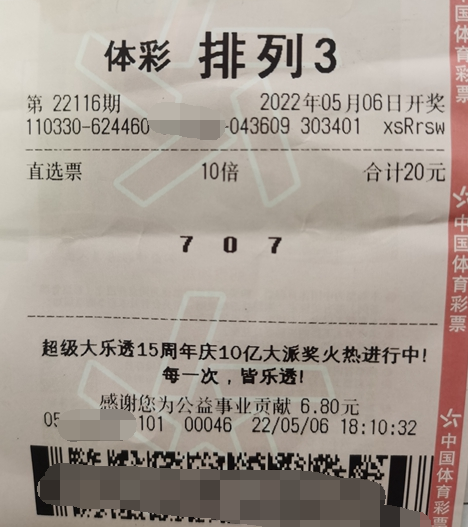 体彩 排列3
第 22116期 2022年05月06日开奖
110330-624460 -043609 303401 xsRrsw
直选票 10倍 合计20元
7 0 7
超级大乐透15周年庆10亿大派奖火热进行中!
每一次，皆乐透!
感谢您为公益事业贡献 6.80元
05 101 00046 22/05/06 18:10:32
中国体育彩票
中国体育彩票
中国体育彩票